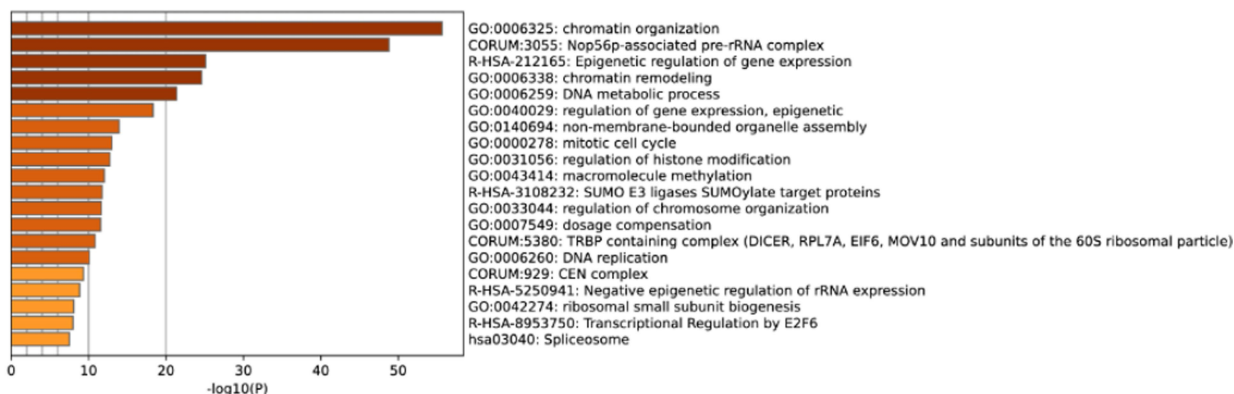 GO:0006325: chromatin organization
CORUM:3055: Nop56p-associated pre-rRNA complex
R-HSA-212165: Epigenetic regulation of gene expression
GO:0006338: chromatin remodeling
GO:0006259: DNA metabolic process
GO:0040029: regulation of gene expression, epigenetic
GO:0140694: non-membrane-bounded organelle assembly
GO:0000278: mitotic cell cycle
GO:0031056: regulation of histone modification
GO:0043414: macromolecule methylation
R-HSA-3108232: SUMO E3 ligases SUMOylate target proteins
GO:0033044: regulation of chromosome organization
GO:0007549: dosage compensation
CORUM:5380: TRBP containing complex (DICER, RPL7A, EIF6, MOV10 and subunits of the 60S ribosomal particle)
GO:0006260: DNA replication
CORUM:929: CEN complex
R-HSA-5250941: Negative epigenetic regulation of rRNA expression
GO:0042274: ribosomal small subunit biogenesis
R-HSA-8953750: Transcriptional Regulation by E2F6
hsa03040: Spliceosome
0 10 20 30 40 50
-log10(P)